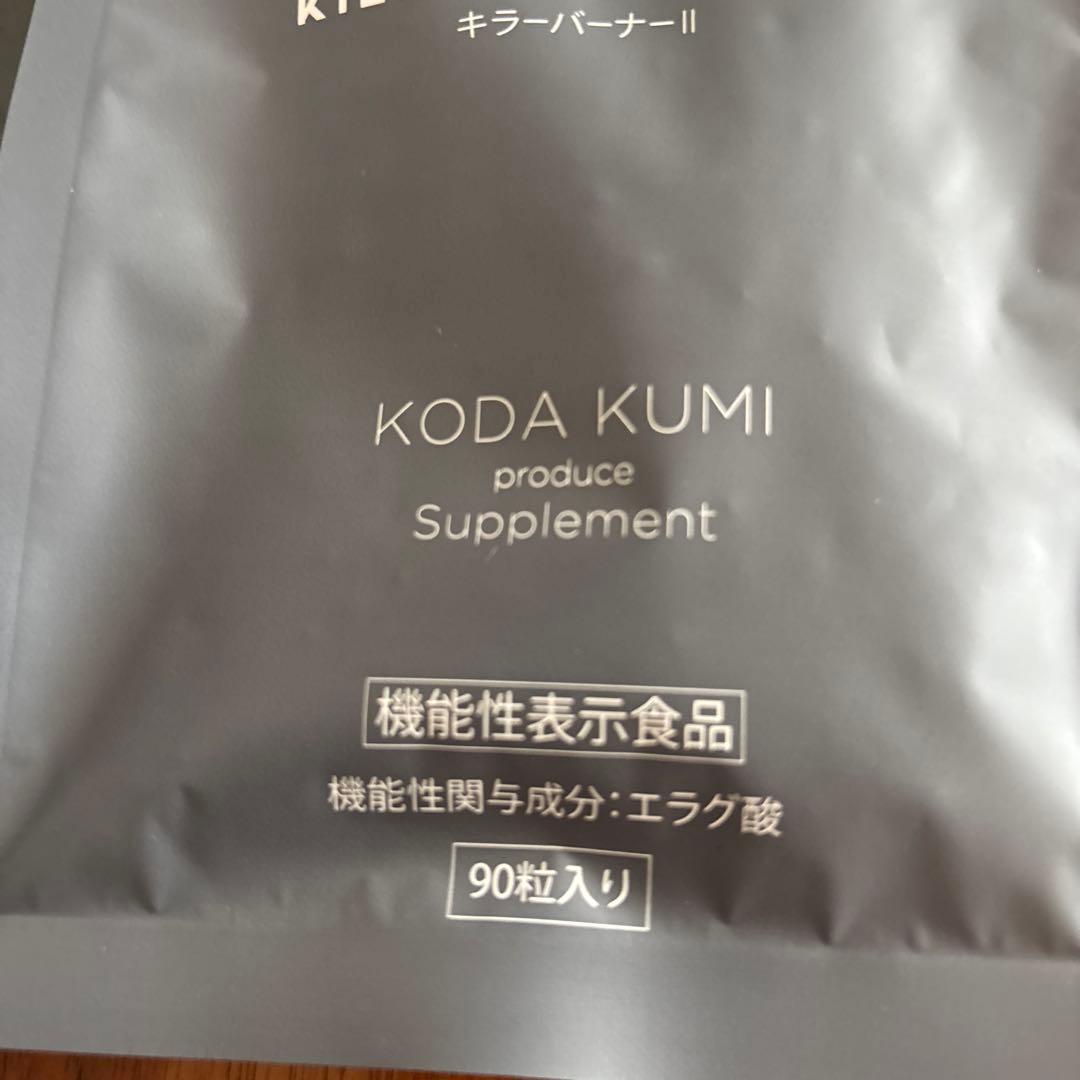 キラーバーナーⅡ
KODA KUMI
produce
Supplement
機能性表示食品
機能性関与成分：エラグ酸
90粒入り